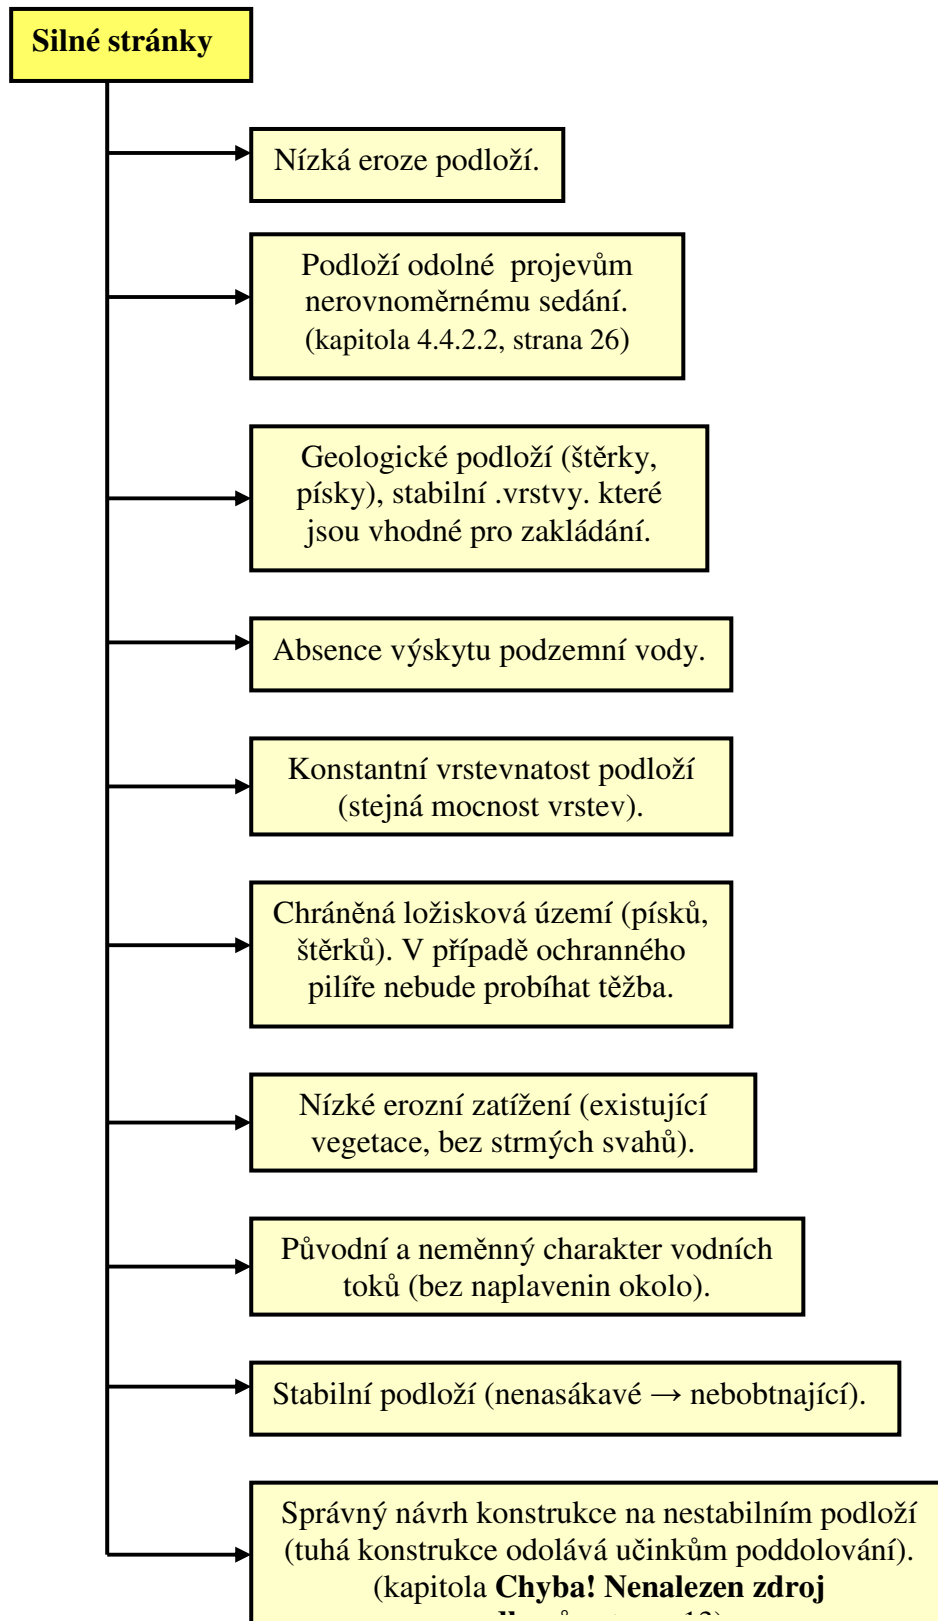 Silné stránky
Nízká eroze podloží.
Podloží odolné projevům
nerovnoměrnému sedání.
(kapitola 4.4.2.2, strana 26)
Geologické podloží (štěrky,
písky), stabilní .vrstvy. které
jsou vhodné pro zakládání.
Absence výskytu podzemní vody.
Konstantní vrstevnatost podloží
(stejná mocnost vrstev).
Chráněná ložisková území (písků,
štěrků). V případě ochranného
pilíře nebude probíhat těžba.
Nízké erozní zatížení (existující
vegetace, bez strmých svahů).
Původní a neměnný charakter vodních
toků (bez naplavenin okolo).
Stabilní podloží (nenasákavé → nebobtnající).
Správný návrh konstrukce na nestabilním podloží
(tuhá konstrukce odolává učinkům poddolování).
(kapitola Chyba! Nenalezen zdroj